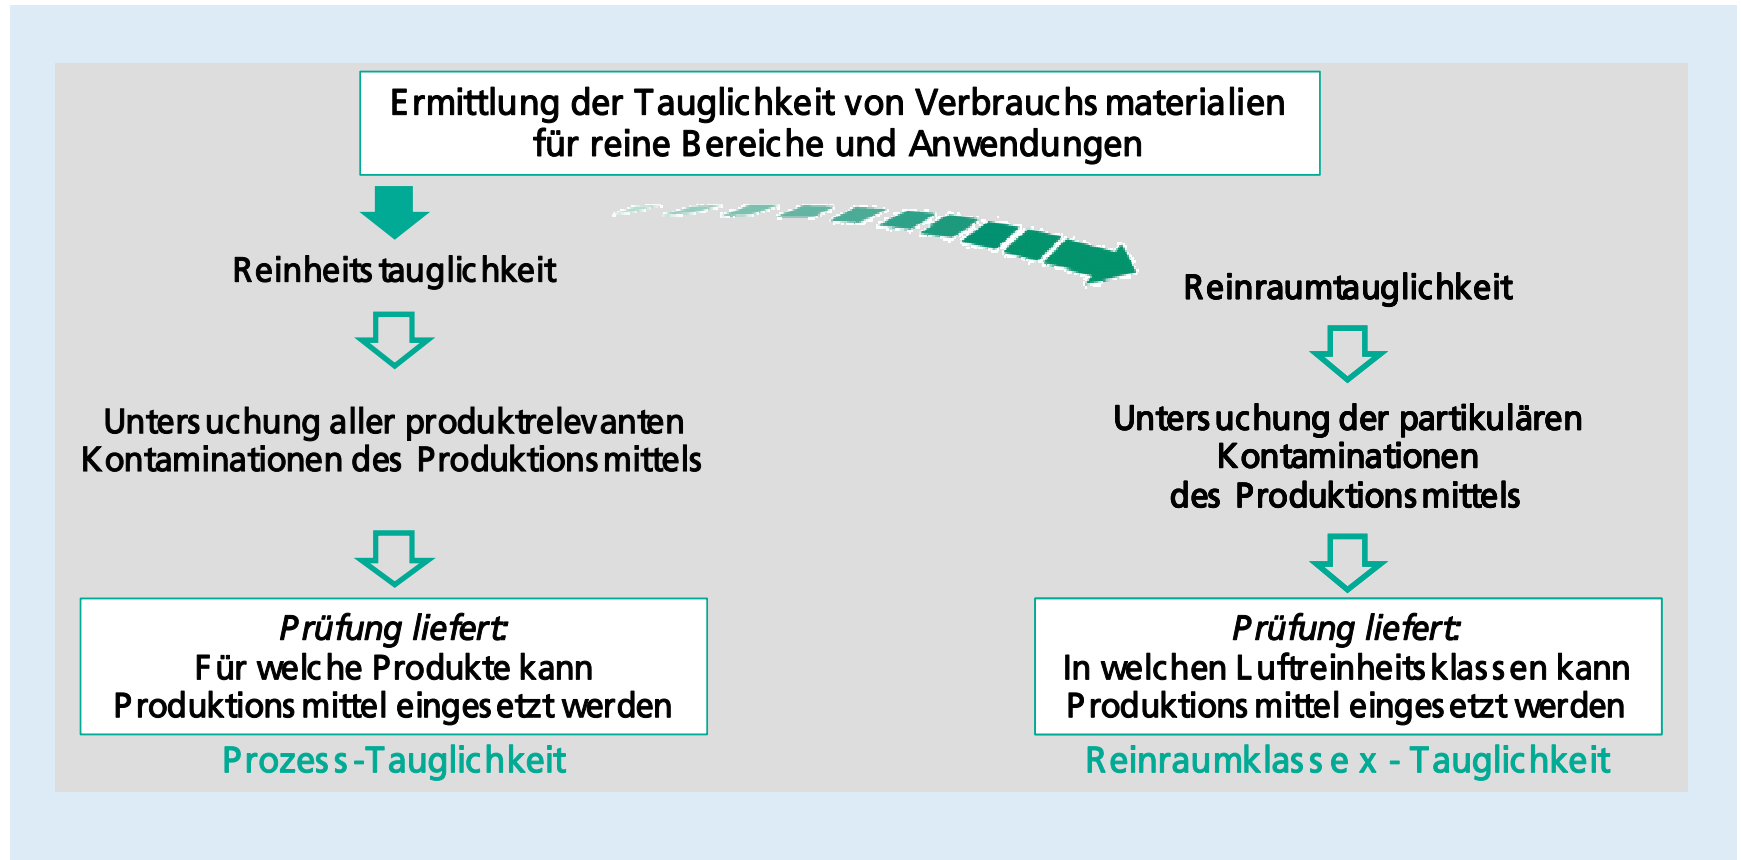 Ermittlung der Tauglichkeit von Verbrauchsmaterialien
für reine Bereiche und Anwendungen
Reinheitstauglichkeit
Untersuchung aller produktrelevanten
Kontaminationen des Produktionsmittels
Prüfung liefert:
Für welche Produkte kann
Produktionsmittel eingesetzt werden
Prozess-Tauglichkeit
Reinraumtauglichkeit
Untersuchung der partikulären
Kontaminationen
des Produktionsmittels
Prüfung liefert:
In welchen Luftreinheitsklassen kann
Produktionsmittel eingesetzt werden
Reinraumklasse x - Tauglichkeit